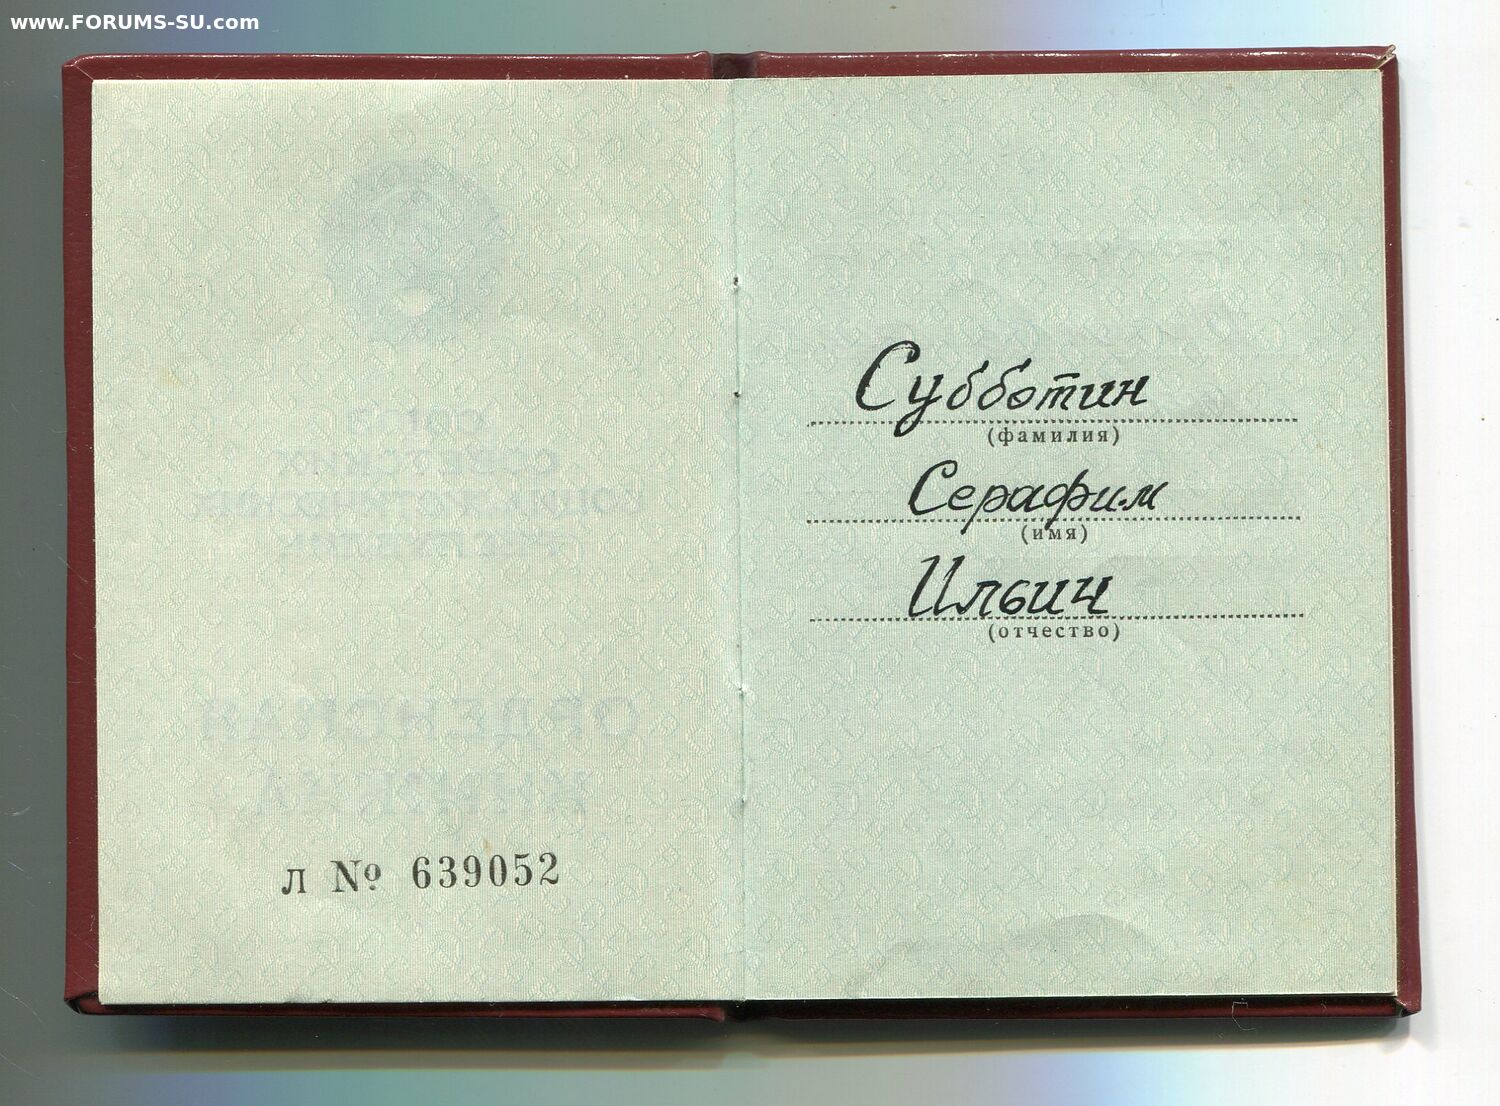 www.FORUMS-SU.com
Субботин
(фамилия)
Серафим
(имя)
Ильич
(отчество)
Л № 639052